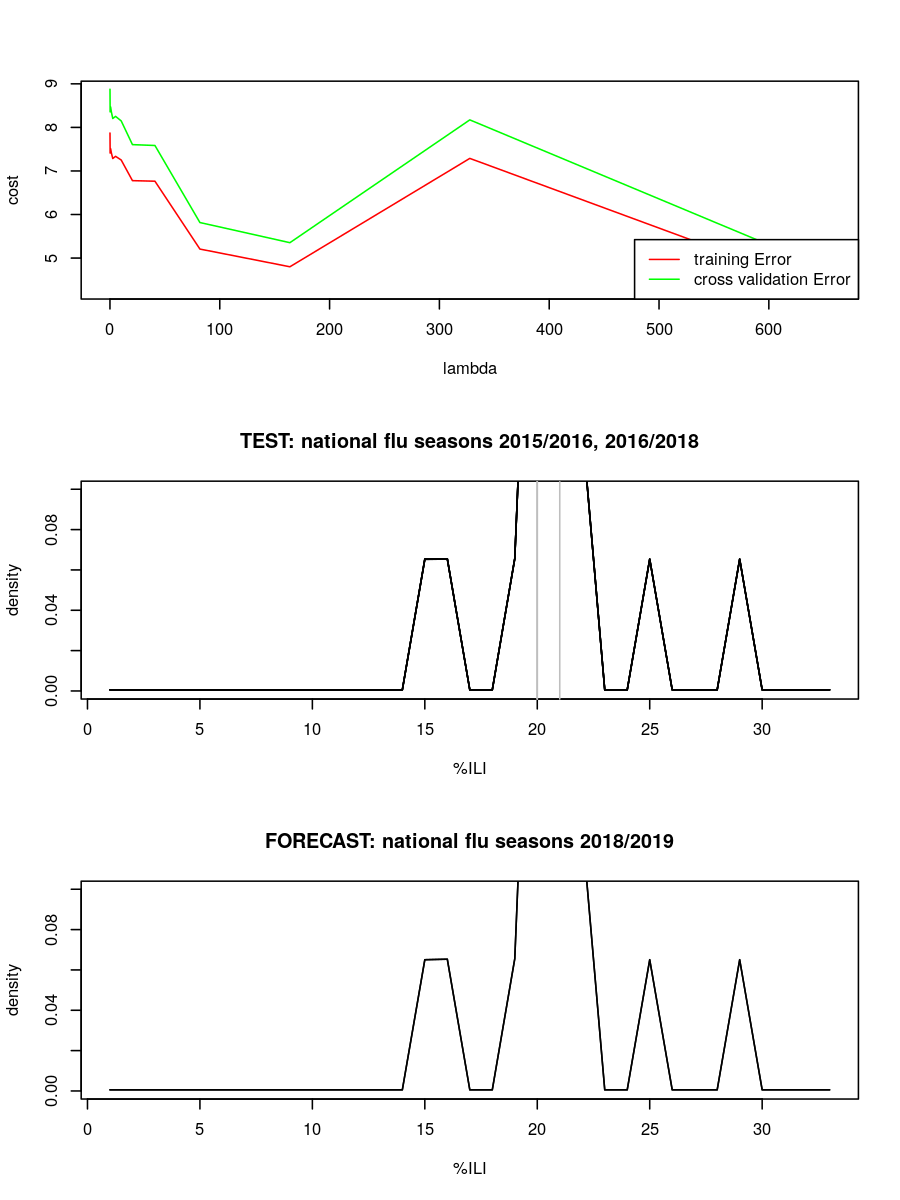 9
8
7
6
5
cost
training Error
cross validation Error
0 100 200 300 400 500 600
lambda
TEST: national flu seasons 2015/2016, 2016/2018
0.08
0.04
0.00
density
0 5 10 15 20 25 30
%ILI
FORECAST: national flu seasons 2018/2019
0.08
0.04
0.00
density
0 5 10 15 20 25 30
%ILI